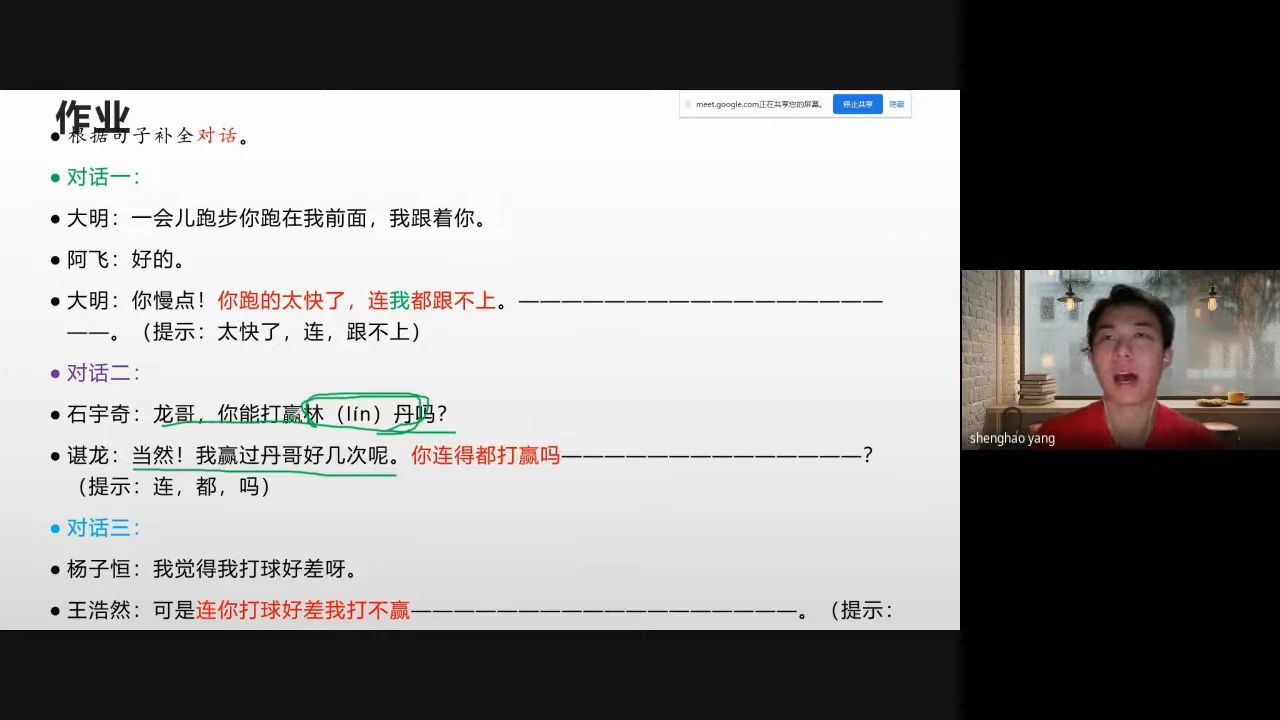 作业
meet.google.com正在共享您的屏幕。 停止共享 隐藏
● 根据句子补全对话。
● 对话一：
● 大明：一会儿跑步你跑在我前面，我跟着你。
● 阿飞：好的。
● 大明：你慢点！你跑的太快了，连我都跟不上。—————————————————
——。（提示：太快了，连，跟不上）
● 对话二：
● 石宇奇：龙哥，你能打赢林（lín）丹吗？
● 谌龙：当然！我赢过丹哥好几次呢。你连得都打赢吗——————————————？
（提示：连，都，吗）
● 对话三：
● 杨子恒：我觉得我打球好差呀。
● 王浩然：可是连你打球好差我打不赢——————————————————。（提示：
shenghao yang